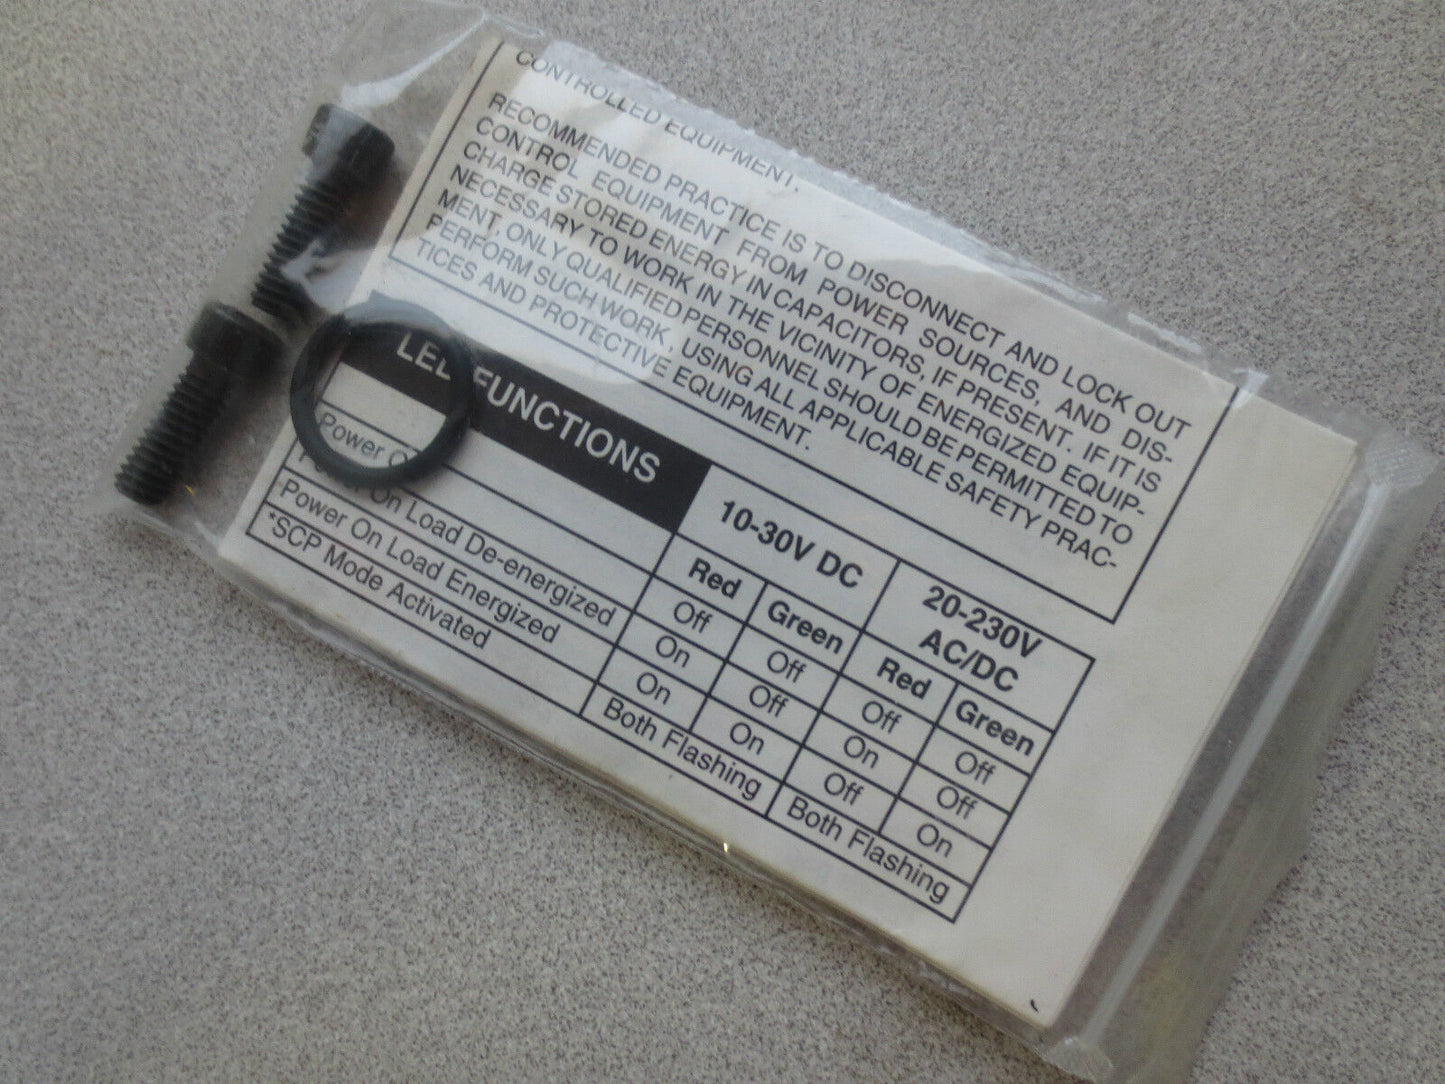 CONTROLLED EQUIPMENT.
RECOMMENDED PRACTICE IS TO DISCONNECT AND LOCK OUT
CONTROL EQUIPMENT FROM POWER SOURCES, AND DIS-
CHARGE STORED ENERGY IN CAPACITORS, IF PRESENT. IF IT IS
NECESSARY TO WORK IN THE VICINITY OF ENERGIZED EQUIP-
MENT, ONLY QUALIFIED PERSONNEL SHOULD BE PERMITTED TO
PERFORM SUCH WORK, USING ALL APPLICABLE SAFETY PRAC-
TICES AND PROTECTIVE EQUIPMENT.
LED FUNCTIONS
10-30V DC
20-230V
AC/DC
Red Green Red Green
Power Off Off Off Off
Power On Load De-energized On Off On Off
Power On Load Energized On On Off On
*SCP Mode Activated Both Flashing Both Flashing